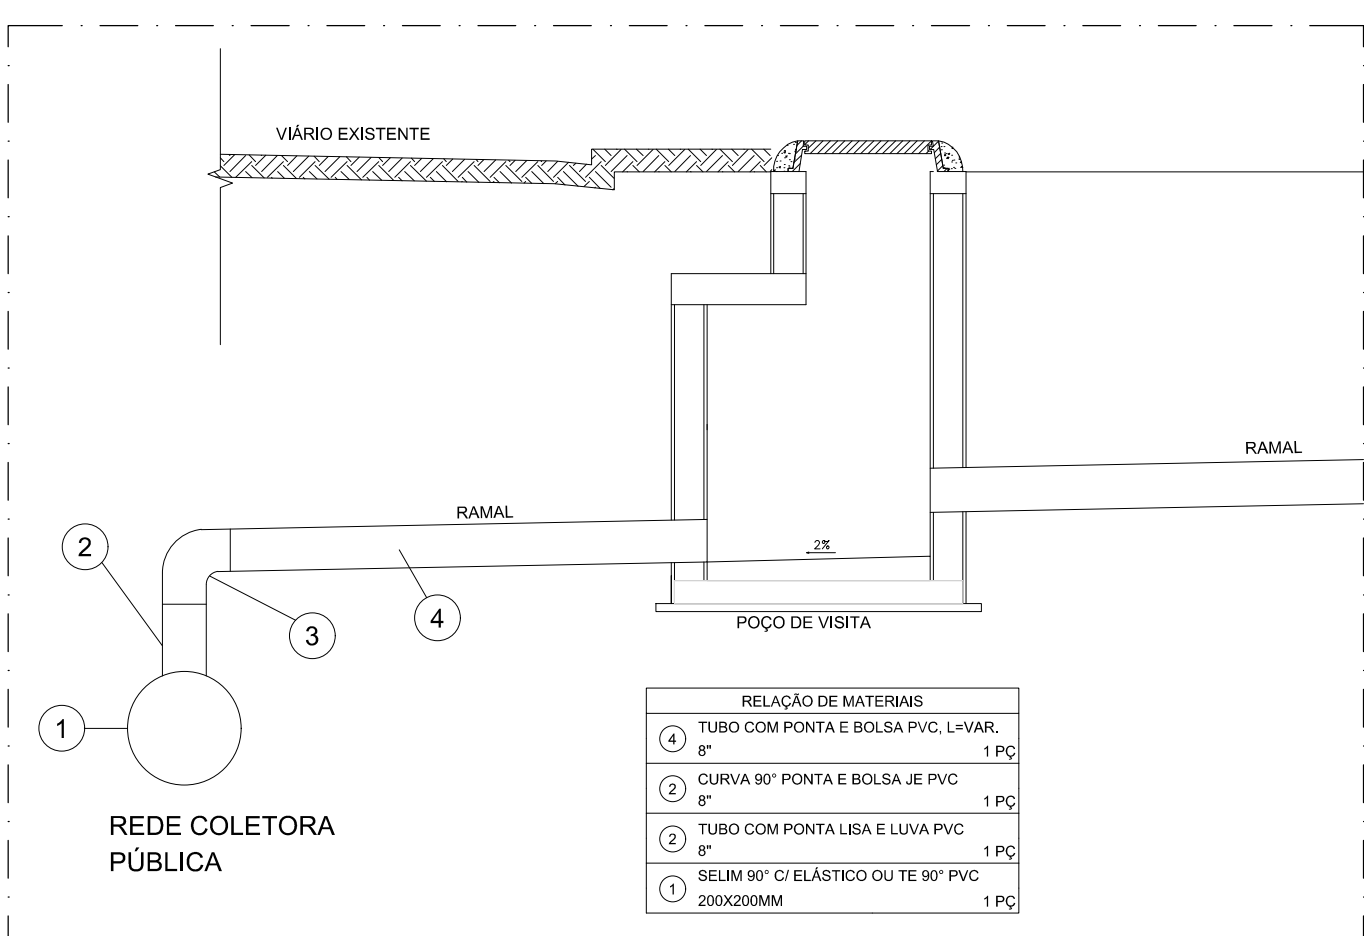 VIÁRIO EXISTENTE
RAMAL
RAMAL
2
2%
4
3
POÇO DE VISITA
1
REDE COLETORA
PÚBLICA
RELAÇÃO DE MATERIAIS
4 TUBO COM PONTA E BOLSA PVC, L=VAR.
8" 1 PÇ
2 CURVA 90° PONTA E BOLSA JE PVC
8" 1 PÇ
2 TUBO COM PONTA LISA E LUVA PVC
8" 1 PÇ
1 SELIM 90° C/ ELÁSTICO OU TE 90° PVC
200X200MM 1 PÇ